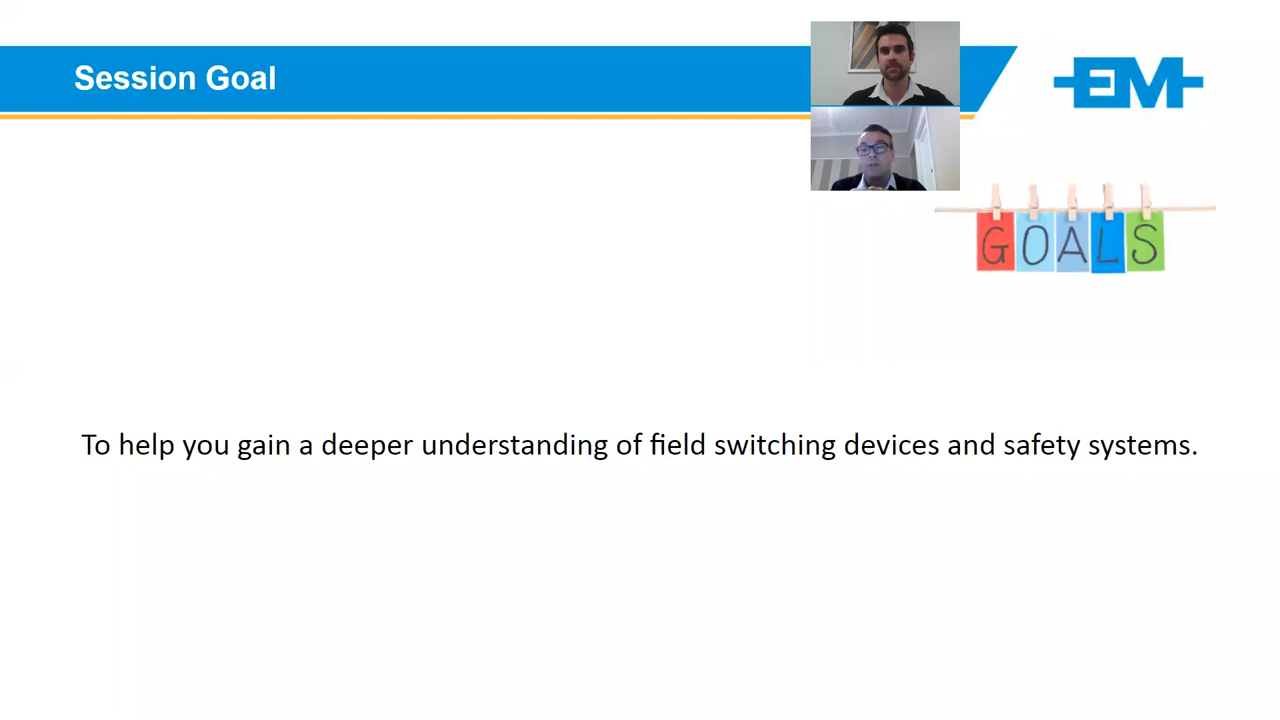 Session Goal
EM
GOALS
To help you gain a deeper understanding of field switching devices and safety systems.